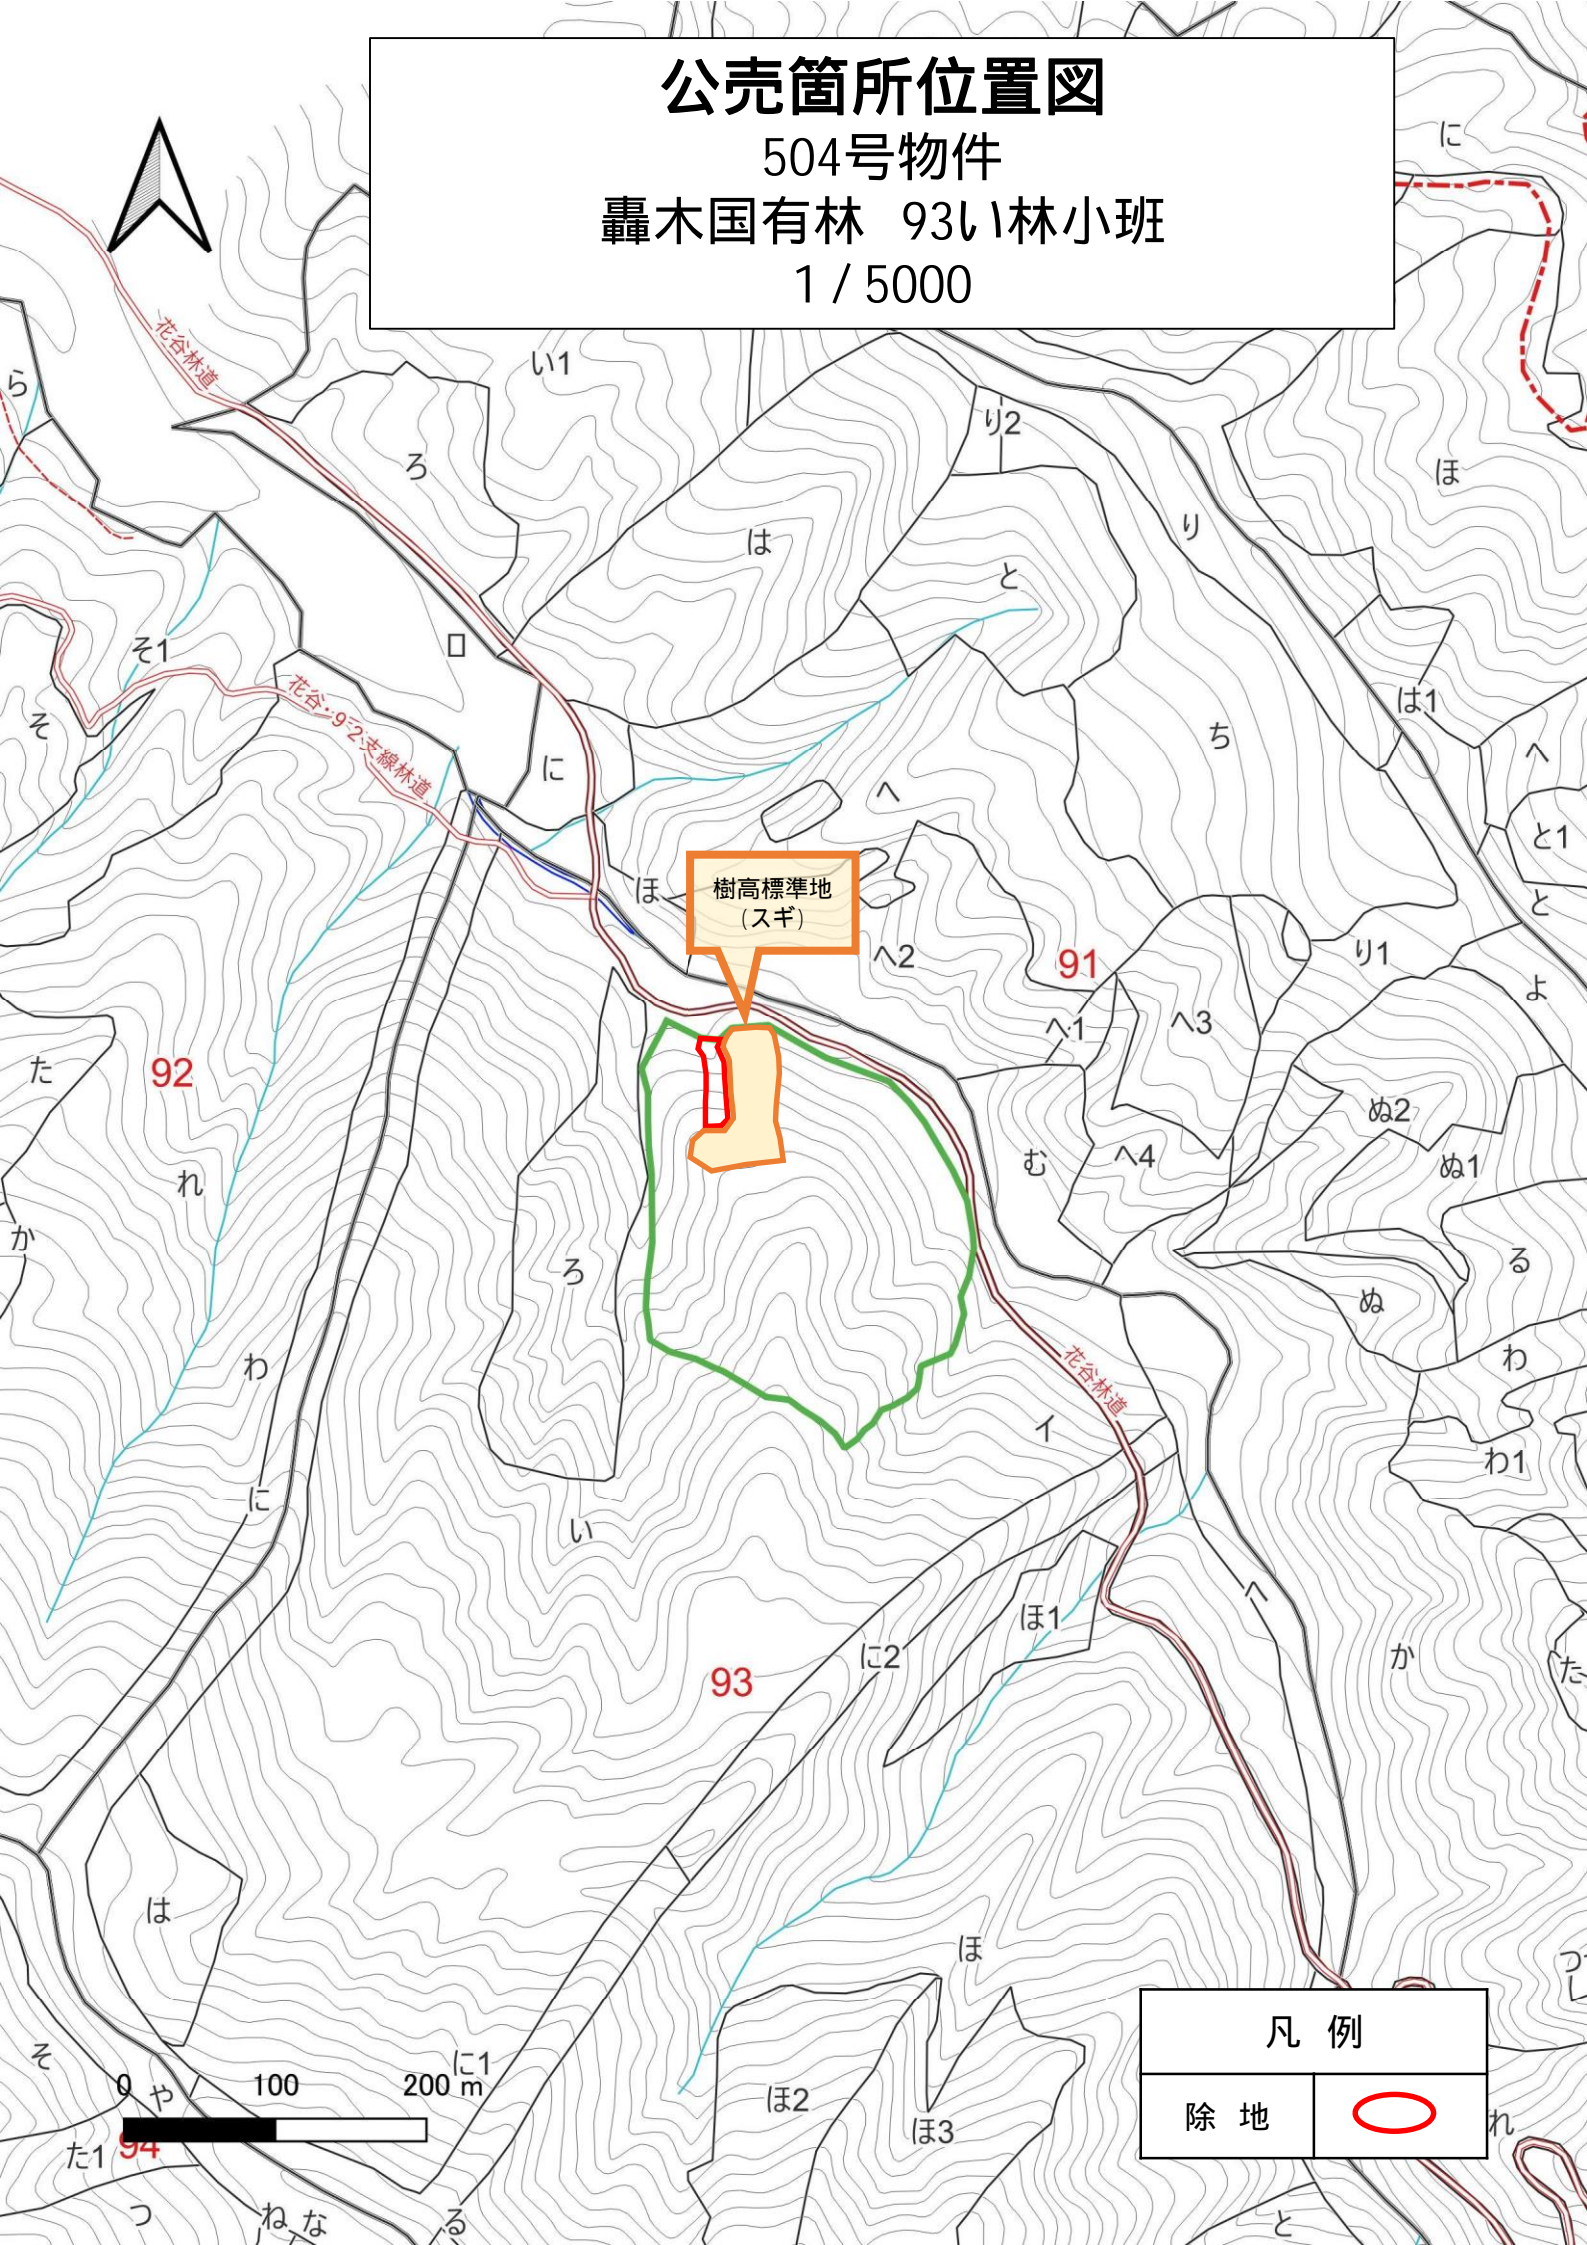 公売箇所位置図
504号物件
轟木国有林　93い林小班
1 / 5000
に
花谷林道
い1
ら
り2
ろ
ほ
は
り
と
そ1
ロ
花谷・92支線林道
は1
そ
ち
に
へ
へ
と1
ほ
樹高標準地
(スギ)
と
へ2
91
り1
よ
へ1
へ3
92
た
ぬ2
む
へ4
ぬ1
れ
か
ろ
る
ぬ
わ
花谷林道
わ
イ
わ1
に
い
へ
ほ1
に2
か
た
93
は
ほ
つ
凡 例
除 地
そ
に1
0
100
200 m
や
ほ2
ほ3
れ
た1
94
つ
ね
な
る
と